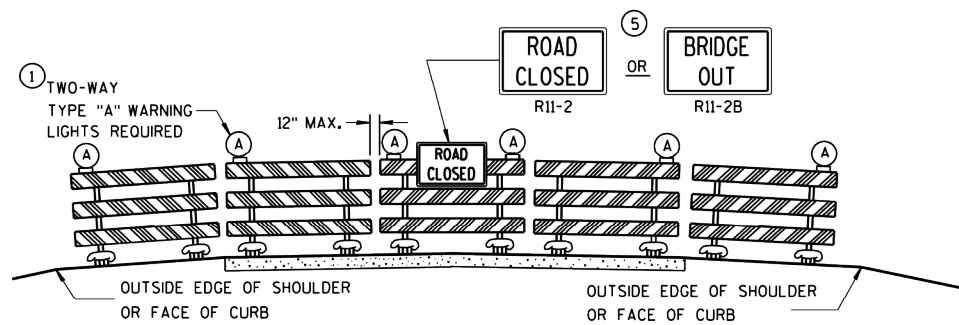 5
ROAD
CLOSED
R11-2
OR
BRIDGE
OUT
R11-2B
1
TWO-WAY
TYPE "A" WARNING
LIGHTS REQUIRED
12" MAX.
A
A
A
A
A
A
ROAD
CLOSED
OUTSIDE EDGE OF SHOULDER
OR FACE OF CURB
OUTSIDE EDGE OF SHOULDER
OR FACE OF CURB